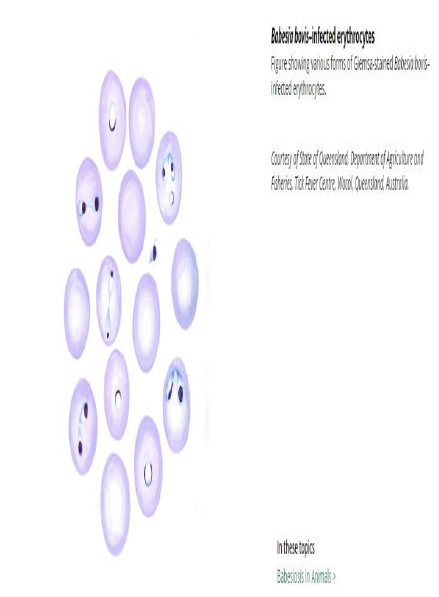 Babesia bovis–infected erythrocytes
Figure showing various forms of Giemsa-stained Babesia bovis–
infected erythrocytes.
Courtesy of State of Queensland, Department of Agriculture and
Fisheries, Tick Fever Centre, Wacol, Queensland, Australia.
In these topics
Babesiosis in Animals >